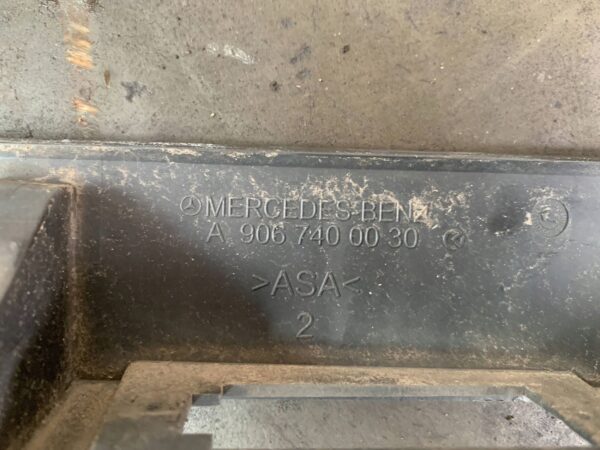 MERCEDES-BENZ
A 906 740 00 30
>ASA<
2